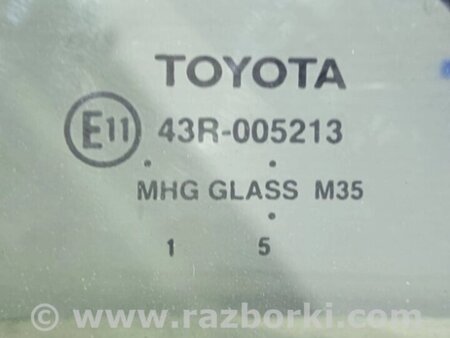 TOYOTA
E11 43R-005213
MHG GLASS M35
1 5
© www.razborki.com